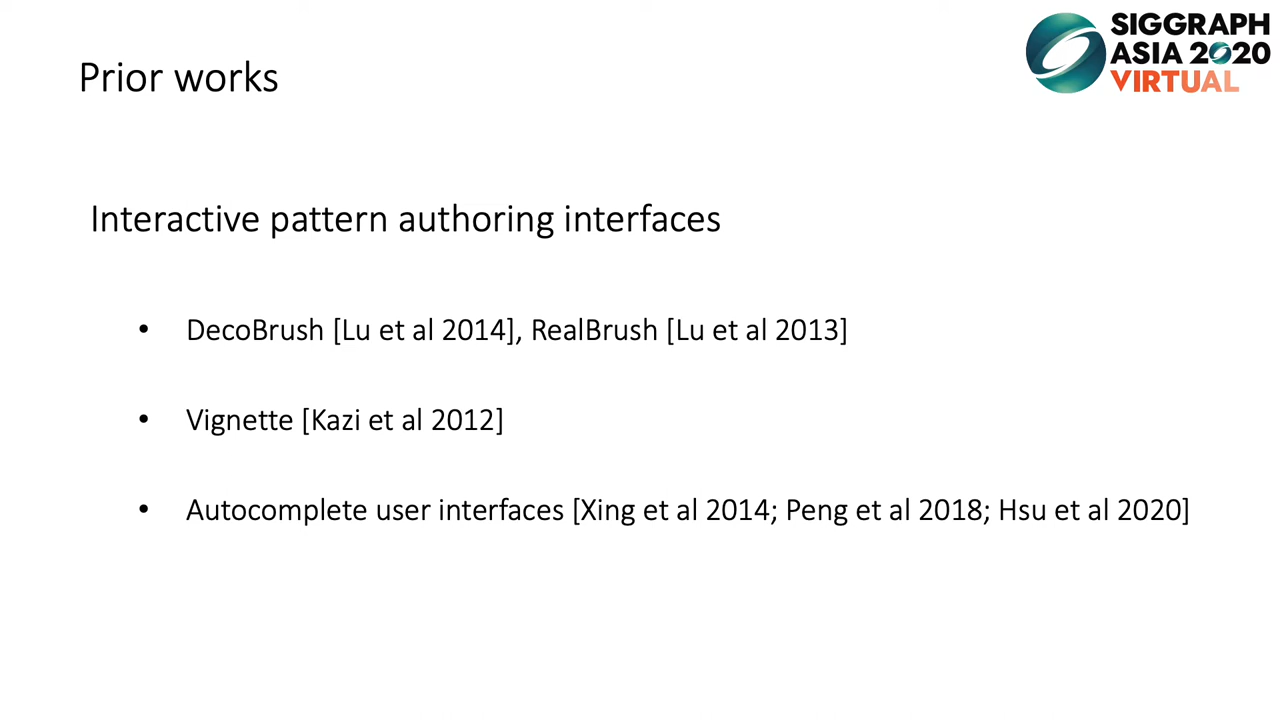 SIGGRAPH
ASIA 2020
VIRTUAL
Prior works
Interactive pattern authoring interfaces
• DecoBrush [Lu et al 2014], RealBrush [Lu et al 2013]
• Vignette [Kazi et al 2012]
• Autocomplete user interfaces [Xing et al 2014; Peng et al 2018; Hsu et al 2020]